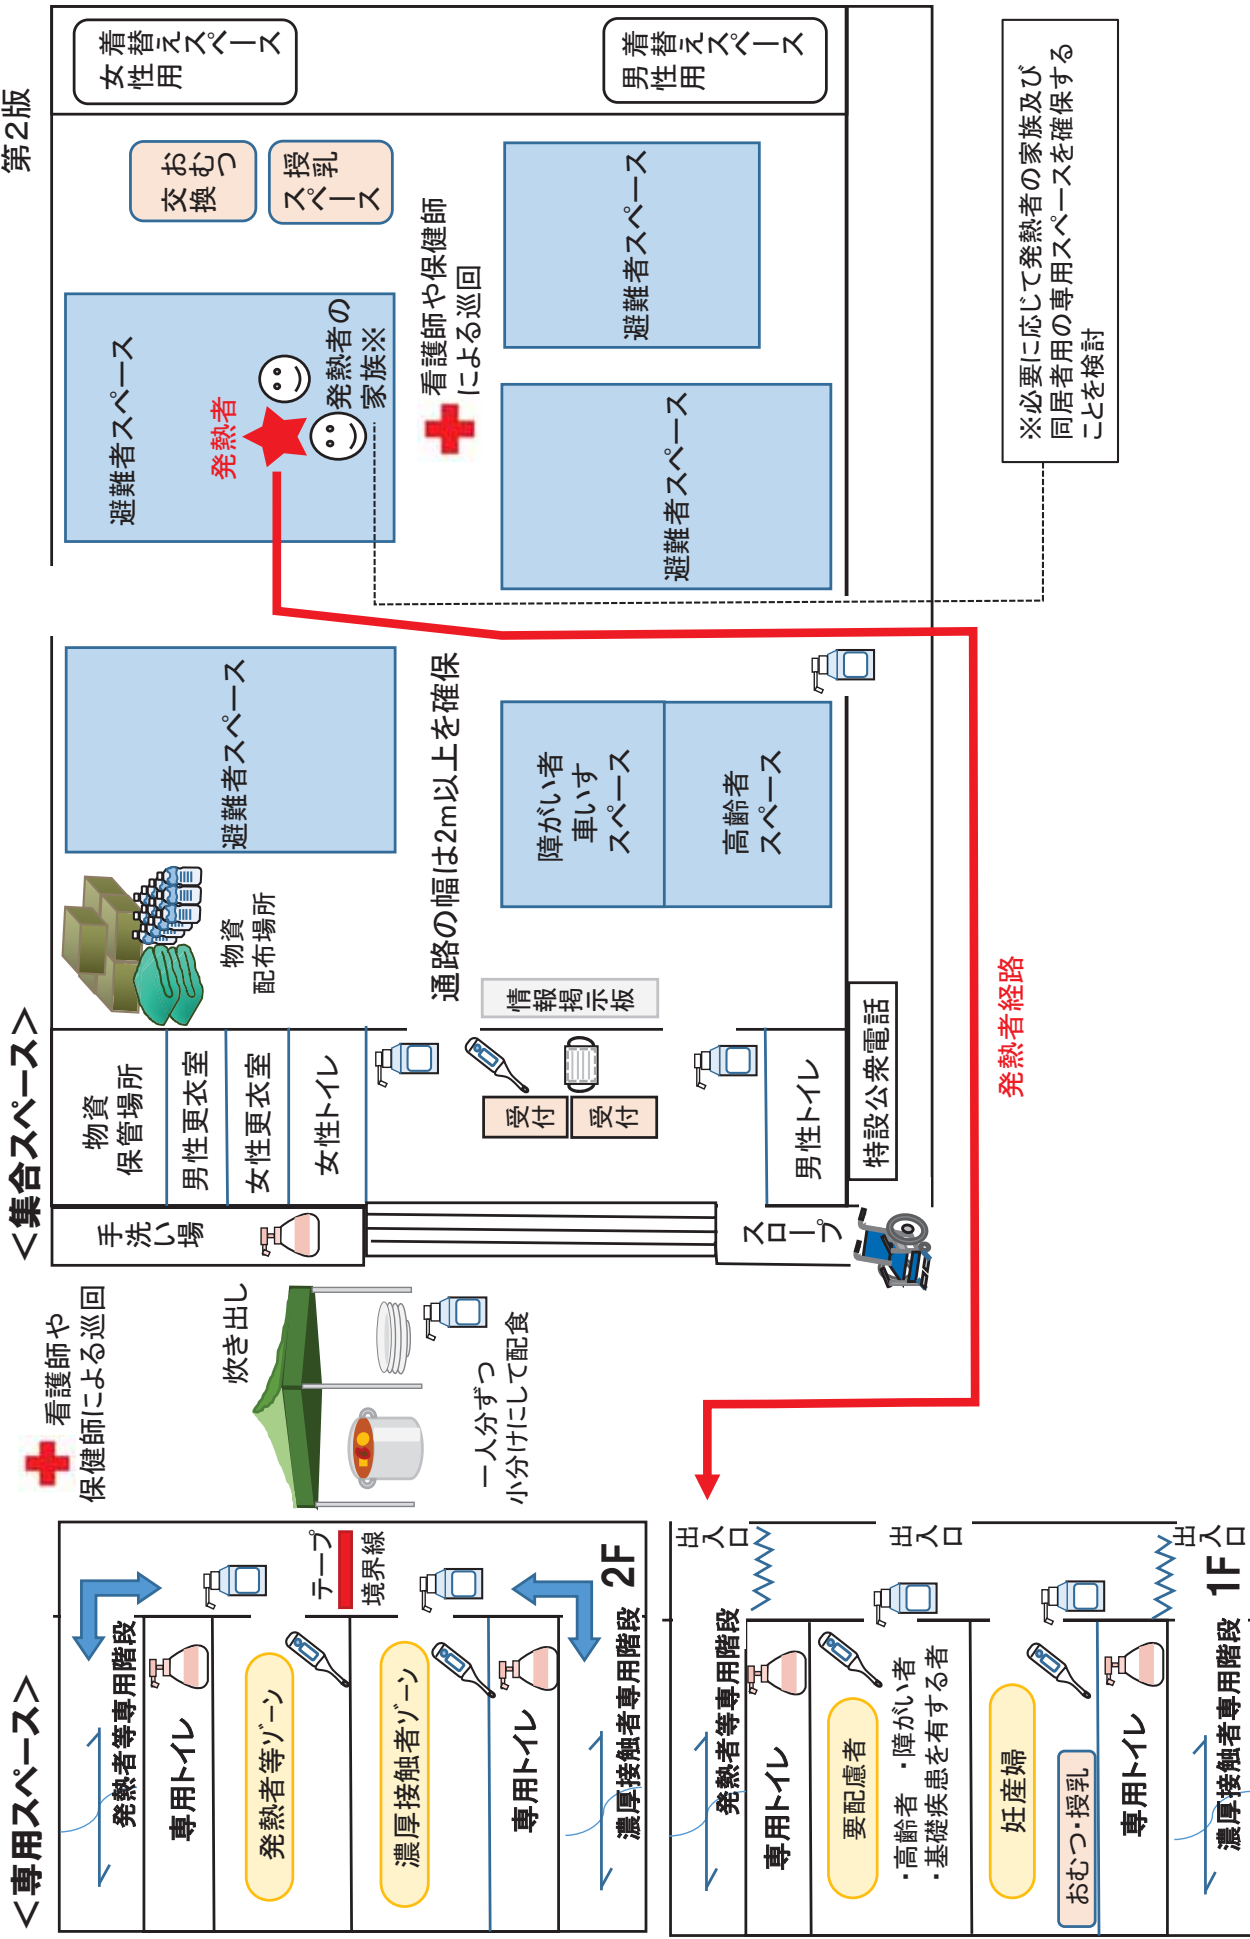 第2版
＜専用スペース＞
＜集合スペース＞
看護師や
保健師による巡回
手洗い場
物資
保管場所
男性更衣室
女性更衣室
女性トイレ
物資
配布場所
避難者スペース
避難者スペース
発熱者
発熱者の
家族※
おむつ
交換
授乳
スペース
女性用
着替えスペース
男性用
着替えスペース
看護師や保健師
による巡回
避難者スペース
避難者スペース
通路の幅は2m以上を確保
障がい者
車いす
スペース
高齢者
スペース
情報掲示板
受付
受付
男性トイレ
特設公衆電話
スロープ
炊き出し
一人分ずつ
小分けにして配食
発熱者経路
※必要に応じて発熱者の家族及び
同居者用の専用スペースを確保する
ことを検討
発熱者等専用階段
専用トイレ
発熱者等ゾーン
テープ
境界線
濃厚接触者ゾーン
専用トイレ
濃厚接触者専用階段
2F
出入口
発熱者等専用階段
専用トイレ
要配慮者
・高齢者 ・障がい者
・基礎疾患を有する者
出入口
妊産婦
おむつ・授乳
専用トイレ
出入口
濃厚接触者専用階段
1F